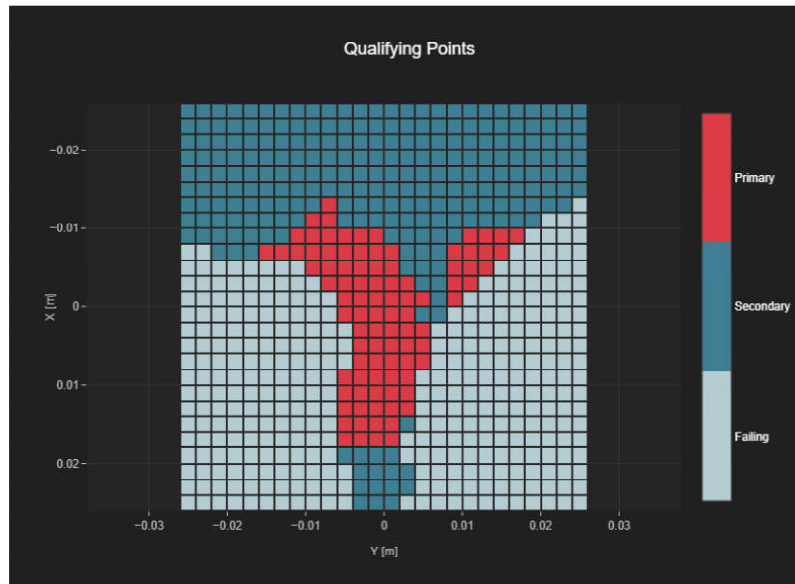 Qualifying Points
Primary
−0.02
−0.01
Secondary
X [m]
0
0.01
Failing
0.02
−0.03
−0.02
−0.01
0
0.01
0.02
0.03
Y [m]